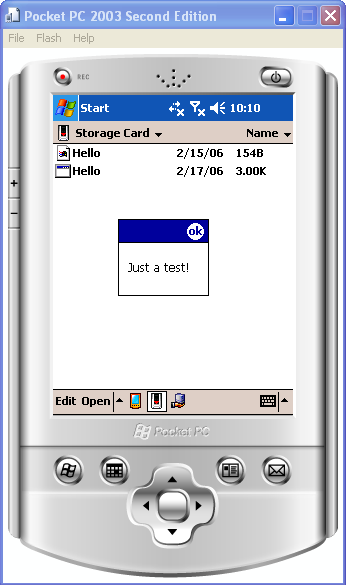 Pocket PC 2003 Second Edition
File Flash Help
REC
Start 10:10
Storage Card Name
Hello 2/15/06 154B
Hello 2/17/06 3.00K
ok
Just a test!
Edit Open
Pocket PC
+
−